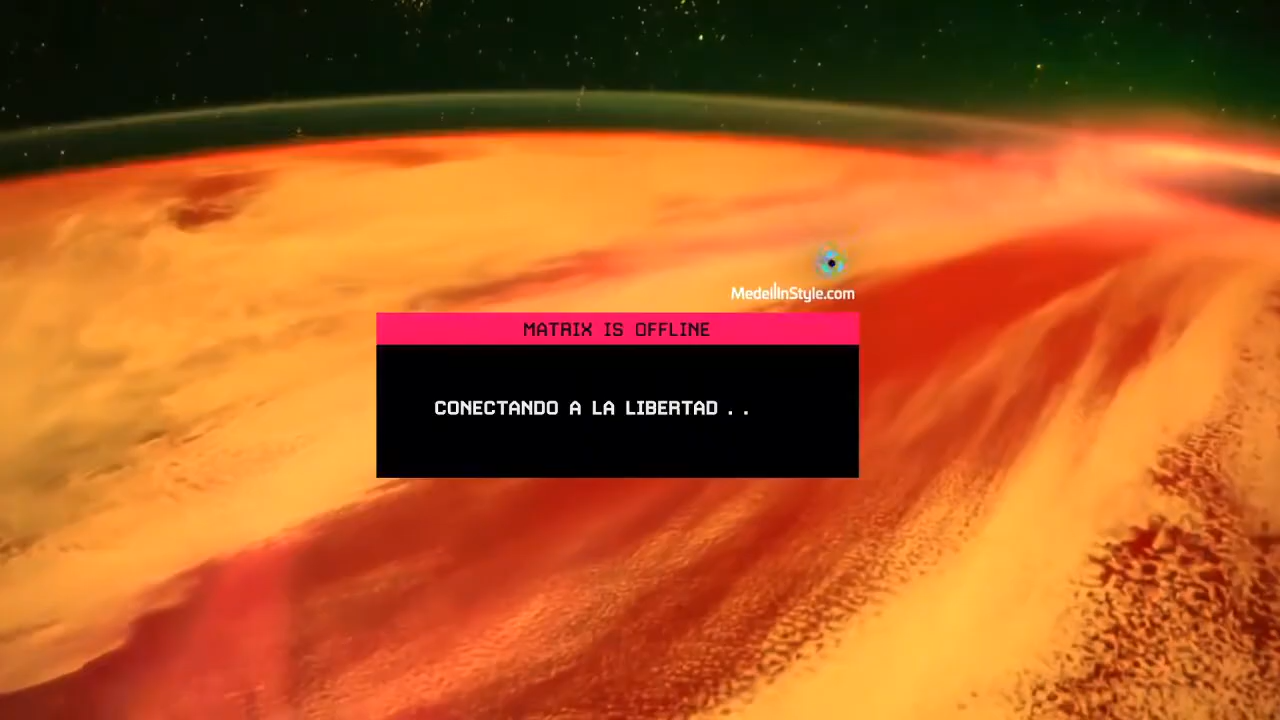 MedellinStyle.com
MATRIX IS OFFLINE
CONECTANDO A LA LIBERTAD . .